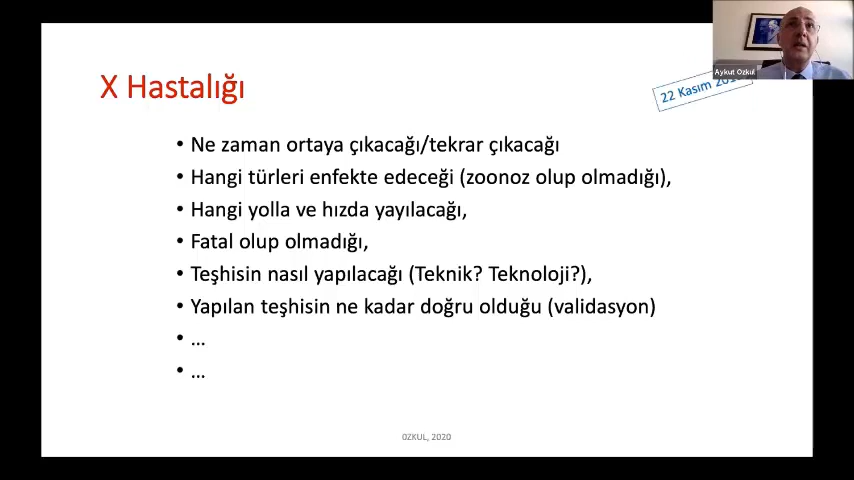 X Hastalığı
22 Kasım
Aykut Ozkul
• Ne zaman ortaya çıkacağı/tekrar çıkacağı
• Hangi türleri enfekte edeceği (zoonoz olup olmadığı),
• Hangi yolla ve hızda yayılacağı,
• Fatal olup olmadığı,
• Teşhisin nasıl yapılacağı (Teknik? Teknoloji?),
• Yapılan teşhisin ne kadar doğru olduğu (validasyon)
• ...
• ...
OZKUL, 2020